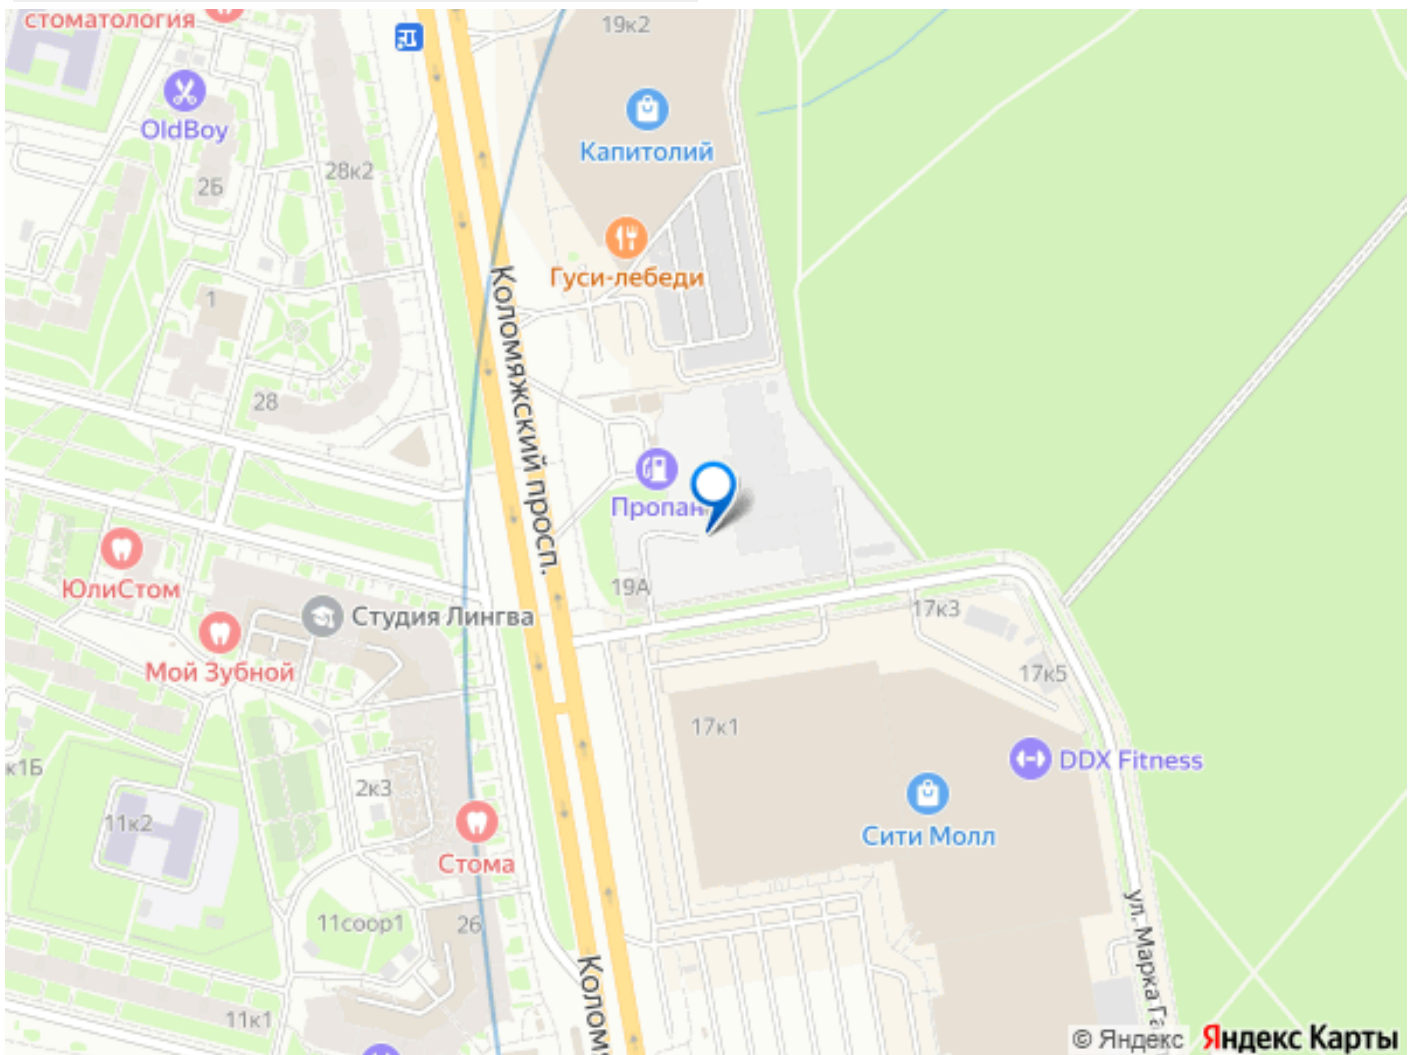 стоматология
19к2
OldBoy
Капитолий
28к2
2Б
Гуси-лебеди
1
Коломяжский просп.
28
Пропан
ЮлиСтом
19А
17к3
Студия Лингва
Мой Зубной
17к5
17к1
DDX Fitness
к1Б
2к3
11к2
Сити Молл
Стома
11соор1
26
ул. Марка Га
Колом
11к1
© Яндекс Яндекс Карты